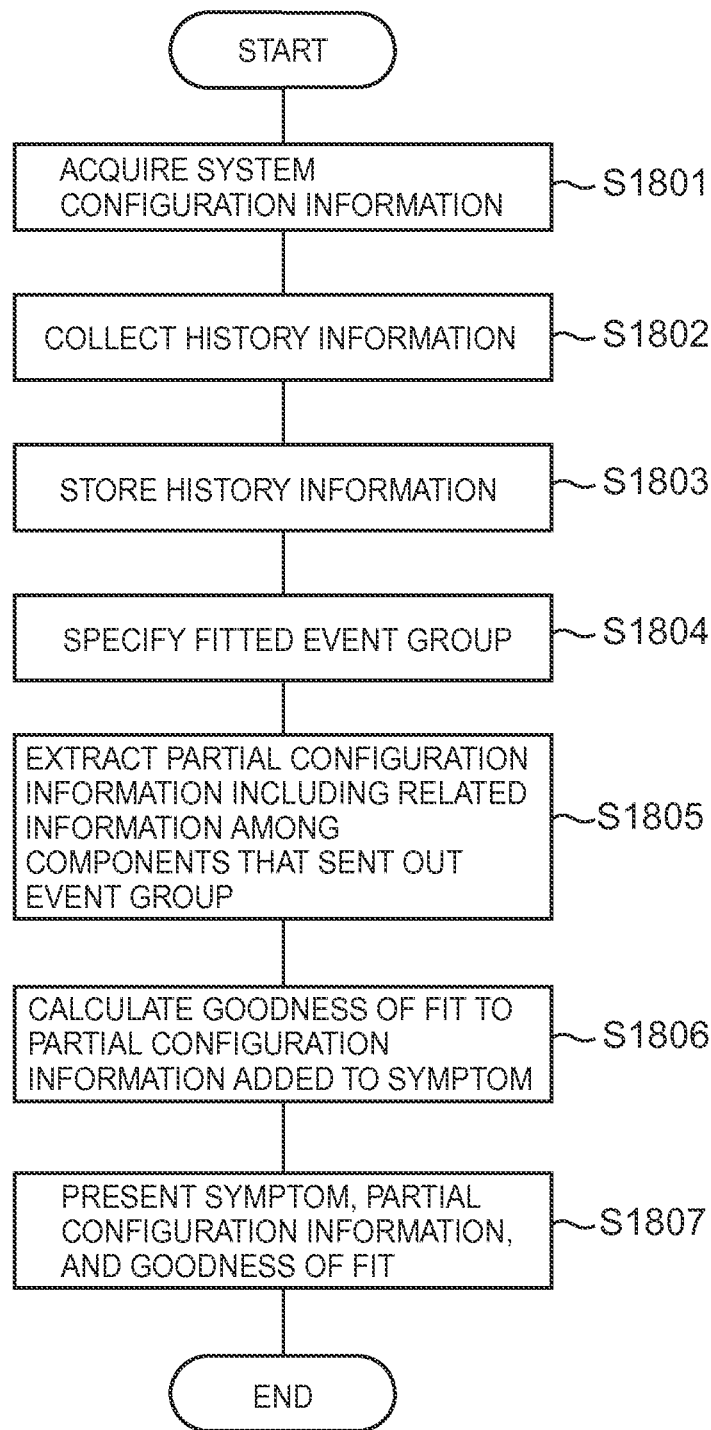 START
ACQUIRE SYSTEM
CONFIGURATION INFORMATION
S1801
COLLECT HISTORY INFORMATION
S1802
STORE HISTORY INFORMATION
S1803
SPECIFY FITTED EVENT GROUP
S1804
EXTRACT PARTIAL CONFIGURATION
INFORMATION INCLUDING RELATED
INFORMATION AMONG
COMPONENTS THAT SENT OUT
EVENT GROUP
S1805
CALCULATE GOODNESS OF FIT TO
PARTIAL CONFIGURATION
INFORMATION ADDED TO SYMPTOM
S1806
PRESENT SYMPTOM, PARTIAL
CONFIGURATION INFORMATION,
AND GOODNESS OF FIT
S1807
END